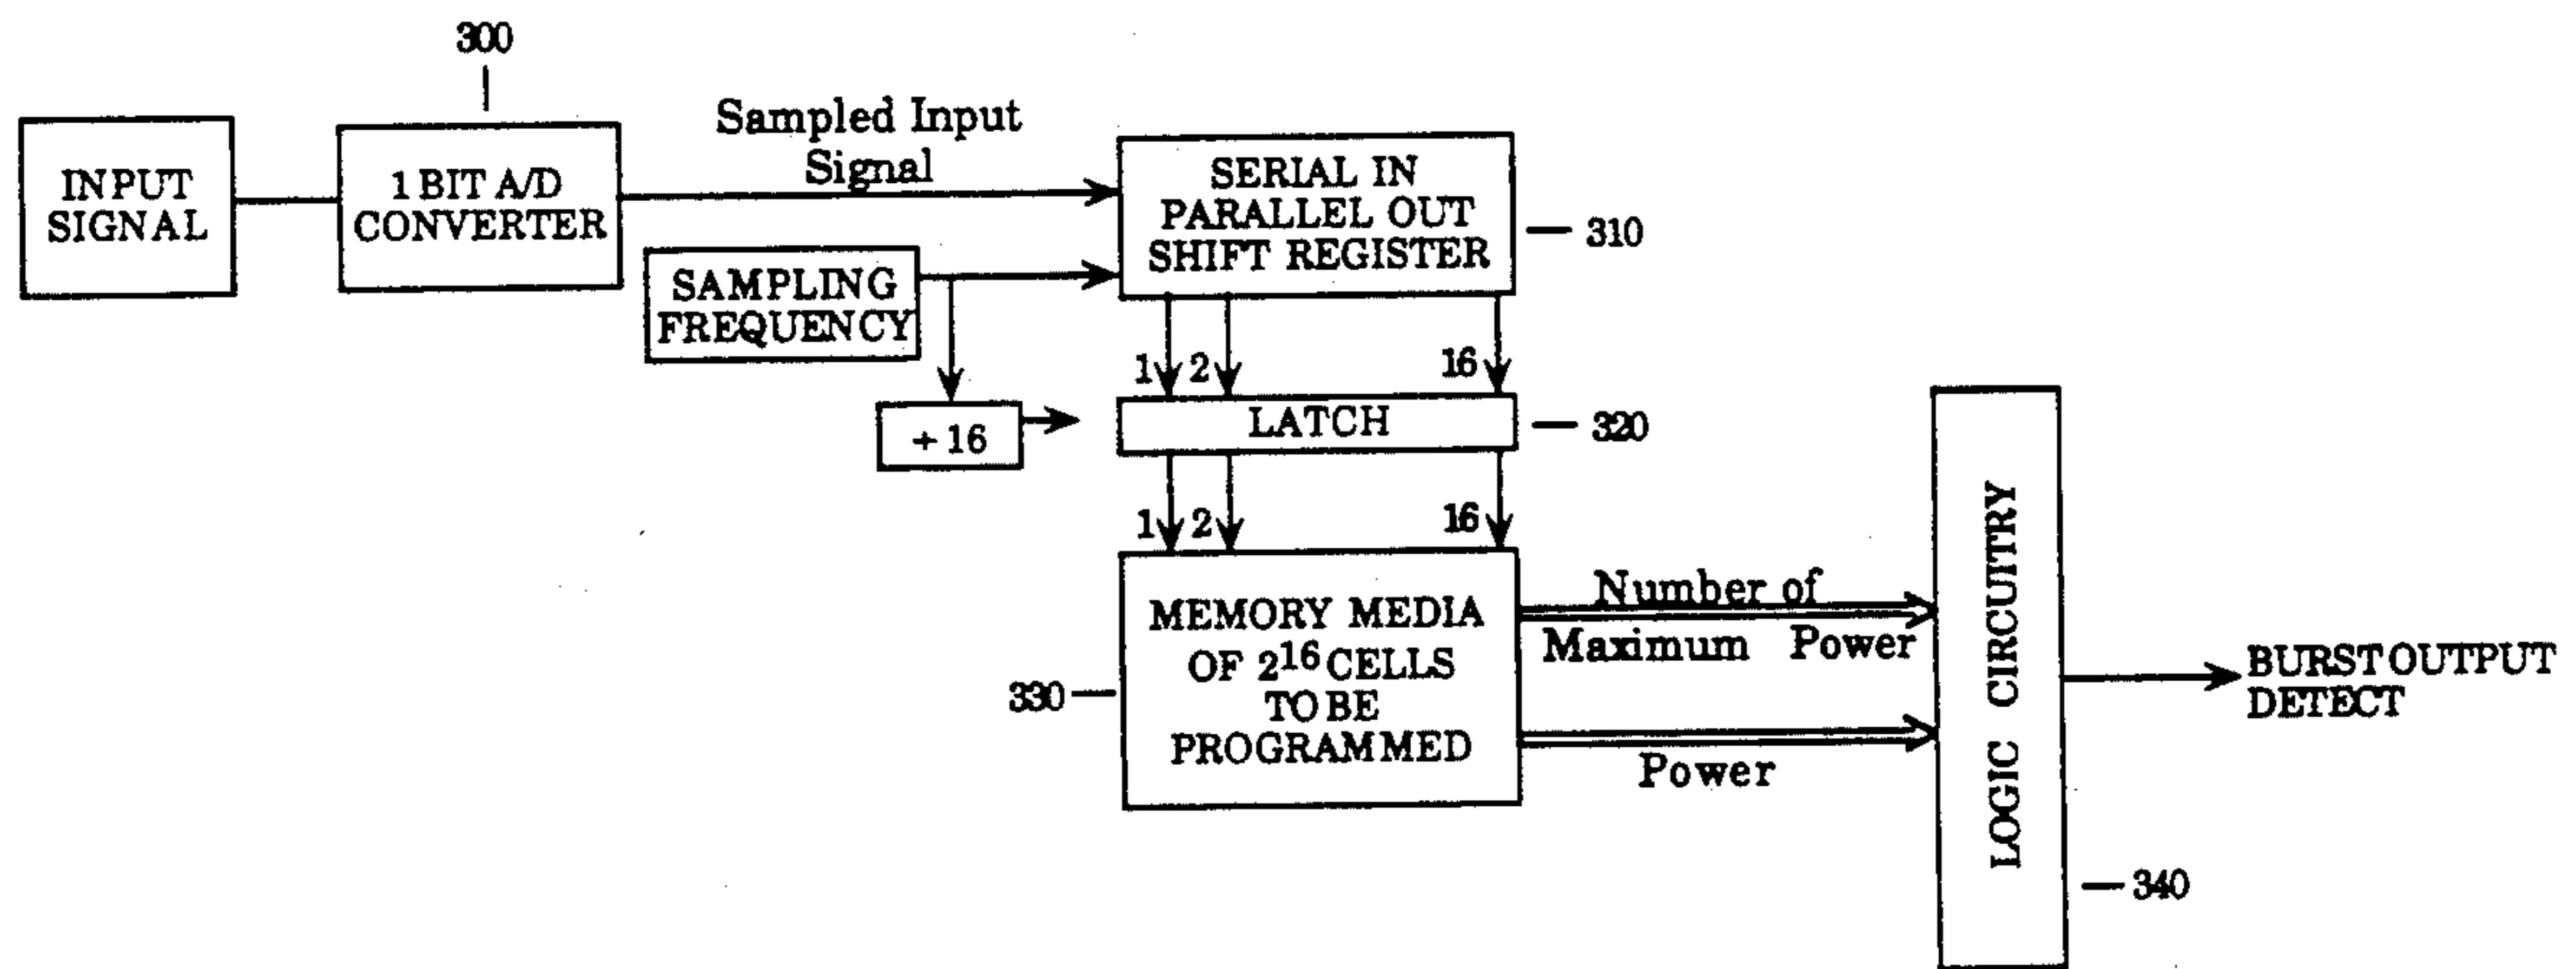 300
INPUT
SIGNAL
1 BIT A/D
CONVERTER
Sampled Input
Signal
SAMPLING
FREQUENCY
SERIAL IN
PARALLEL OUT
SHIFT REGISTER
310
1 2 16
+ 16
LATCH
320
1 2 16
MEMORY MEDIA
OF 2¹⁶ CELLS
TO BE
PROGRAMMED
330
Number of
Maximum Power
Power
LOGIC CIRCUITRY
340
BURST OUTPUT
DETECT